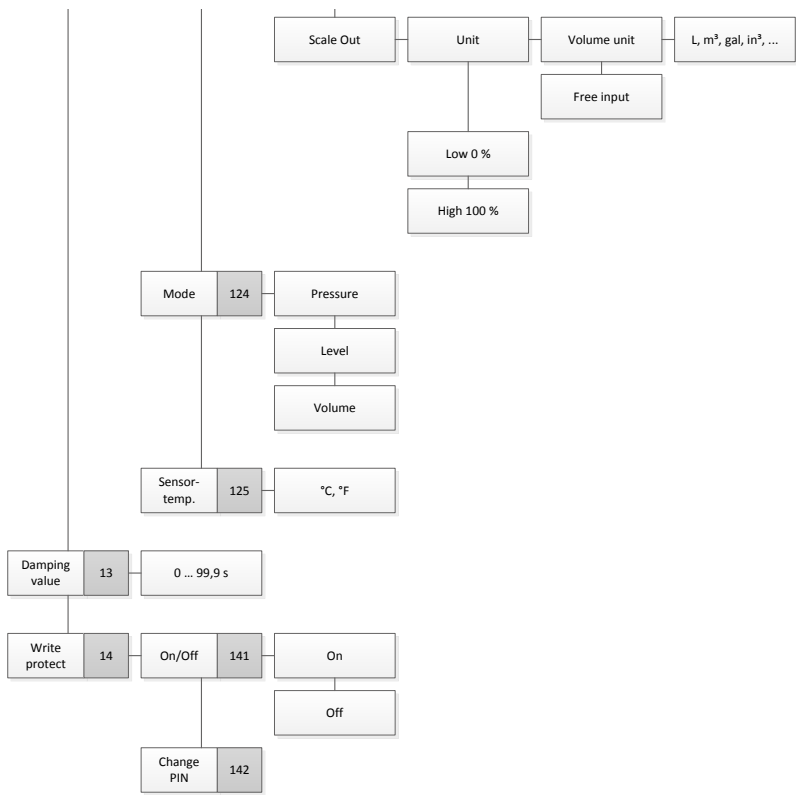 Scale Out
Unit
Volume unit
L, m³, gal, in³, ...
Free input
Low 0 %
High 100 %
Mode
124
Pressure
Level
Volume
Sensor-
temp.
125
°C, °F
Damping
value
13
0 ... 99,9 s
Write
protect
14
On/Off
141
On
Off
Change
PIN
142